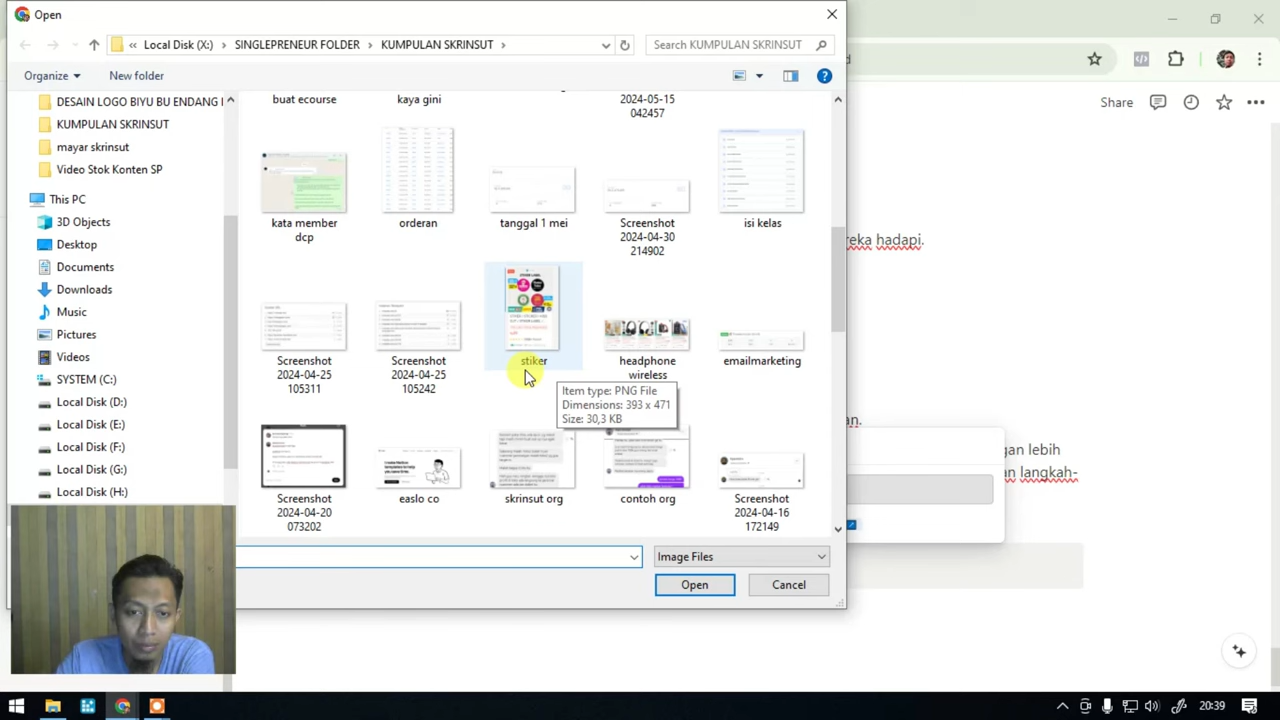 Open
« Local Disk (X:) > SINGLEPRENEUR FOLDER > KUMPULAN SKRINSUT >
Search KUMPULAN SKRINSUT
Organize
New folder
Share
DESAIN LOGO BIYU BU ENDANG
KUMPULAN SKRINSUT
mayarskrinsut
Video Stok Konten SP
This PC
3D Objects
Desktop
Documents
Downloads
Music
Pictures
Videos
SYSTEM (C:)
Local Disk (D:)
Local Disk (E:)
Local Disk (F:)
Local Disk (G:)
Local Disk (H:)
buat ecourse
kaya gini
2024-05-15
042457
kata member
dcp
orderan
tanggal 1 mei
Screenshot
2024-04-30
214902
isi kelas
Screenshot
2024-04-25
105311
Screenshot
2024-04-25
105242
stiker
headphone
wireless
emailmarketing
Item type: PNG File
Dimensions: 393 x 471
Size: 30,3 KB
Screenshot
2024-04-20
073202
easlo co
skrinsut org
contoh org
Screenshot
2024-04-16
172149
Image Files
Open
Cancel
reka hadapi.
an.
gan lebih
n langkah-
20:39